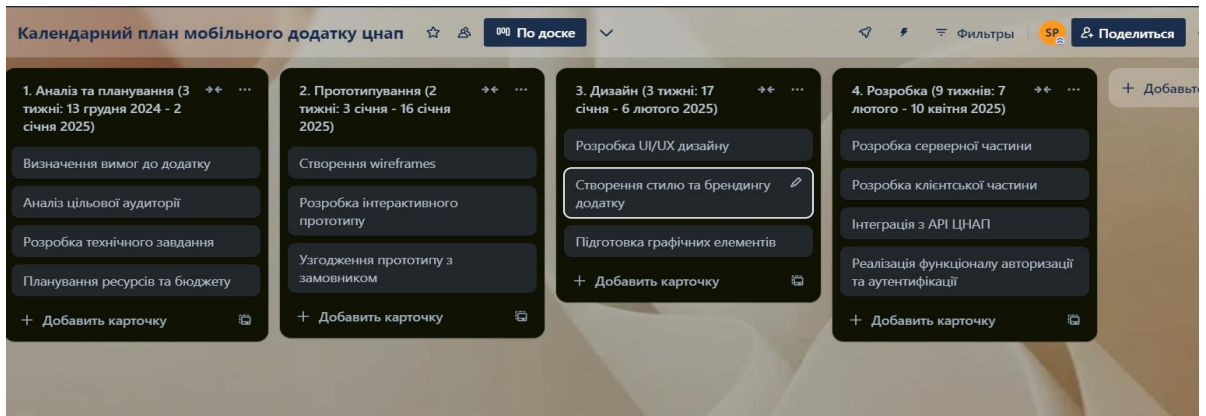 Календарний план мобільного додатку цнап
По доске
Фильтры
SP
Поделиться
1. Аналіз та планування (3
тижні: 13 грудня 2024 - 2
січня 2025)
Визначення вимог до додатку
Аналіз цільової аудиторії
Розробка технічного завдання
Планування ресурсів та бюджету
+ Добавить карточку
2. Прототипування (2
тижні: 3 січня - 16 січня
2025)
Створення wireframes
Розробка інтерактивного
прототипу
Узгодження прототипу з
замовником
+ Добавить карточку
3. Дизайн (3 тижні: 17
січня - 6 лютого 2025)
Розробка UI/UX дизайну
Створення стилю та брендингу
додатку
Підготовка графічних елементів
+ Добавить карточку
4. Розробка (9 тижнів: 7
лютого - 10 квітня 2025)
Розробка серверної частини
Розробка клієнтської частини
Інтеграція з АРІ ЦНАП
Реалізація функціоналу авторизації
та аутентифікації
+ Добавить карточку
+ Добавьт